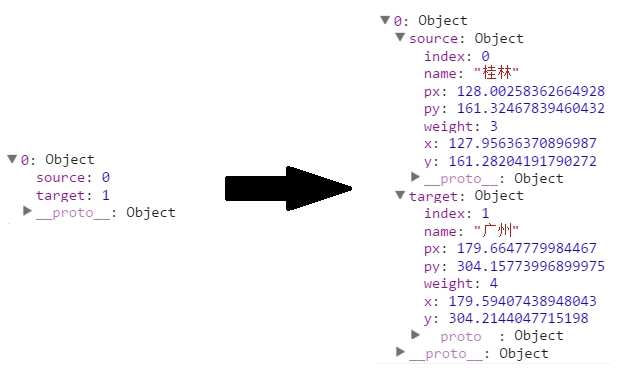 0: Object
source: 0
target: 1
__proto__: Object
0: Object
source: Object
index: 0
name: "桂林"
px: 128.00258362664928
py: 161.32467839460432
weight: 3
x: 127.95636370896987
y: 161.28204191790272
__proto__: Object
target: Object
index: 1
name: "广州"
px: 179.6647779984467
py: 304.15773996899975
weight: 4
x: 179.59407438948043
y: 304.2144047715198
proto : Object
__proto__: Object